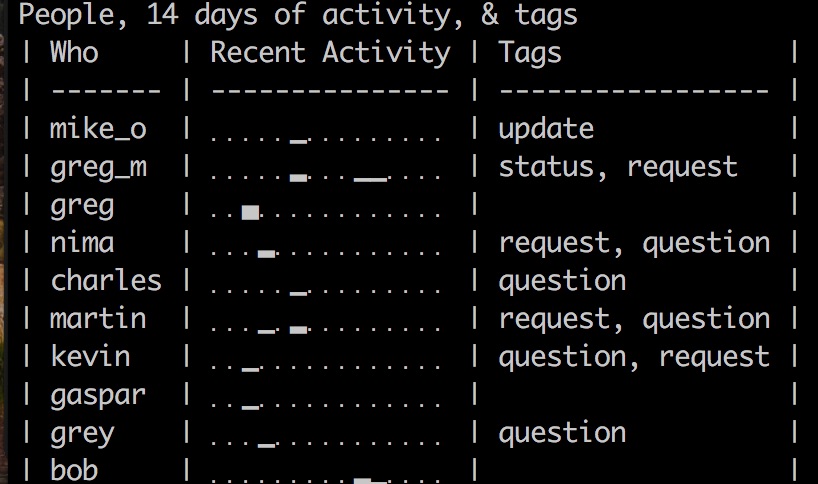 People, 14 days of activity, & tags
| Who     | Recent Activity | Tags              |
| ------- | --------------- | ----------------- |
| mike_o  | .....▁......... | update            |
| greg_m  | .....▂...▁▁.... | status, request   |
| greg    | ..▄............ |                   |
| nima    | ...▂........... | request, question |
| charles | .....▁......... | question          |
| martin  | ...▁.▂......... | request, question |
| kevin   | ..▁............ | question, request |
| gaspar  | ..▁............ |                   |
| grey    | ...▁........... | question          |
| bob     | .........▂▁.... |                   |